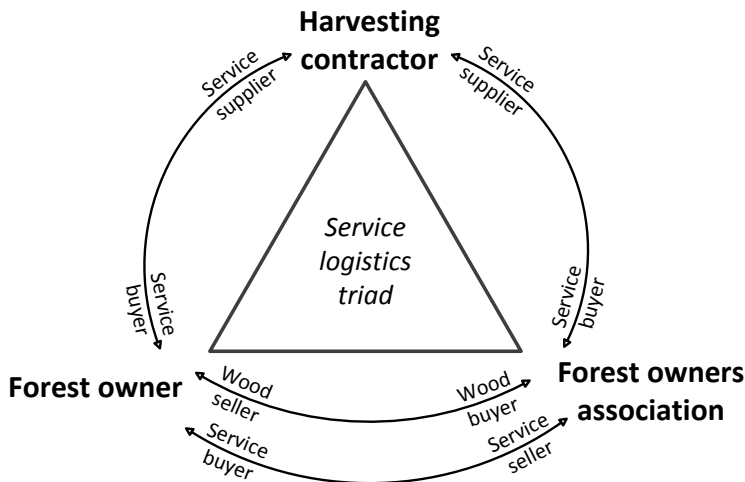 Harvesting
contractor
Service
supplier
Service
supplier
Service
logistics
triad
Service
buyer
Service
buyer
Forest owner
Forest owners
association
Wood
seller
Wood
buyer
Service
buyer
Service
seller